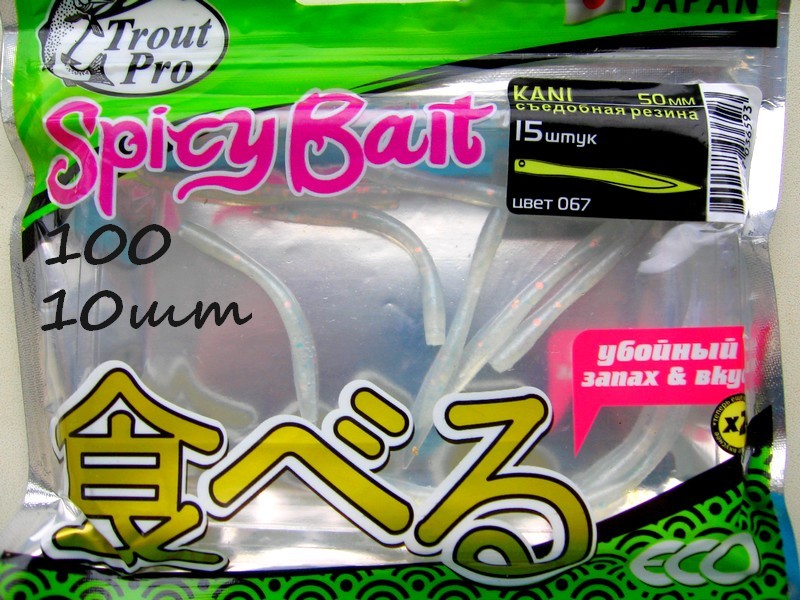 Trout
Pro
JAPAN
Spicy Bait
KANI 50мм
съедобная резина
15 штук
цвет 067
100
10шт
убойный
запах & вкус
食べる
ECO